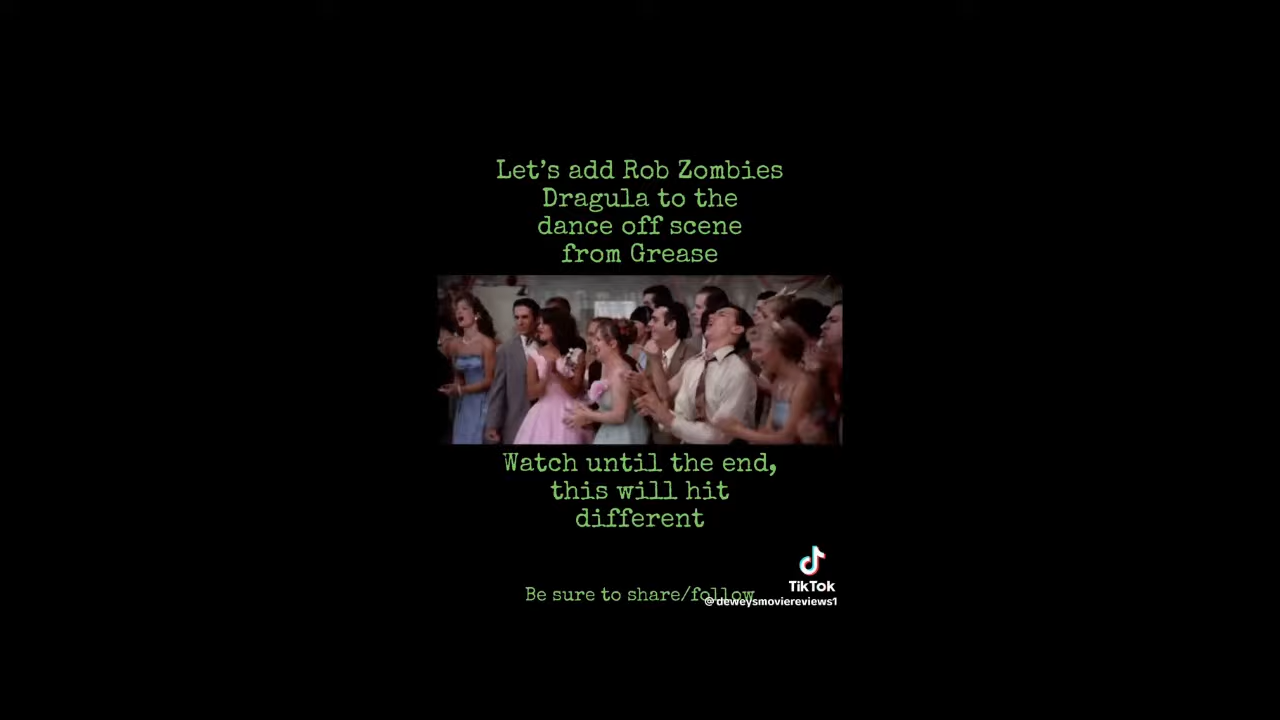 Let's add Rob Zombies
Dragula to the
dance off scene
from Grease
Watch until the end,
this will hit
different
TikTok
Be sure to share/follow
@deweysmoviereviews1